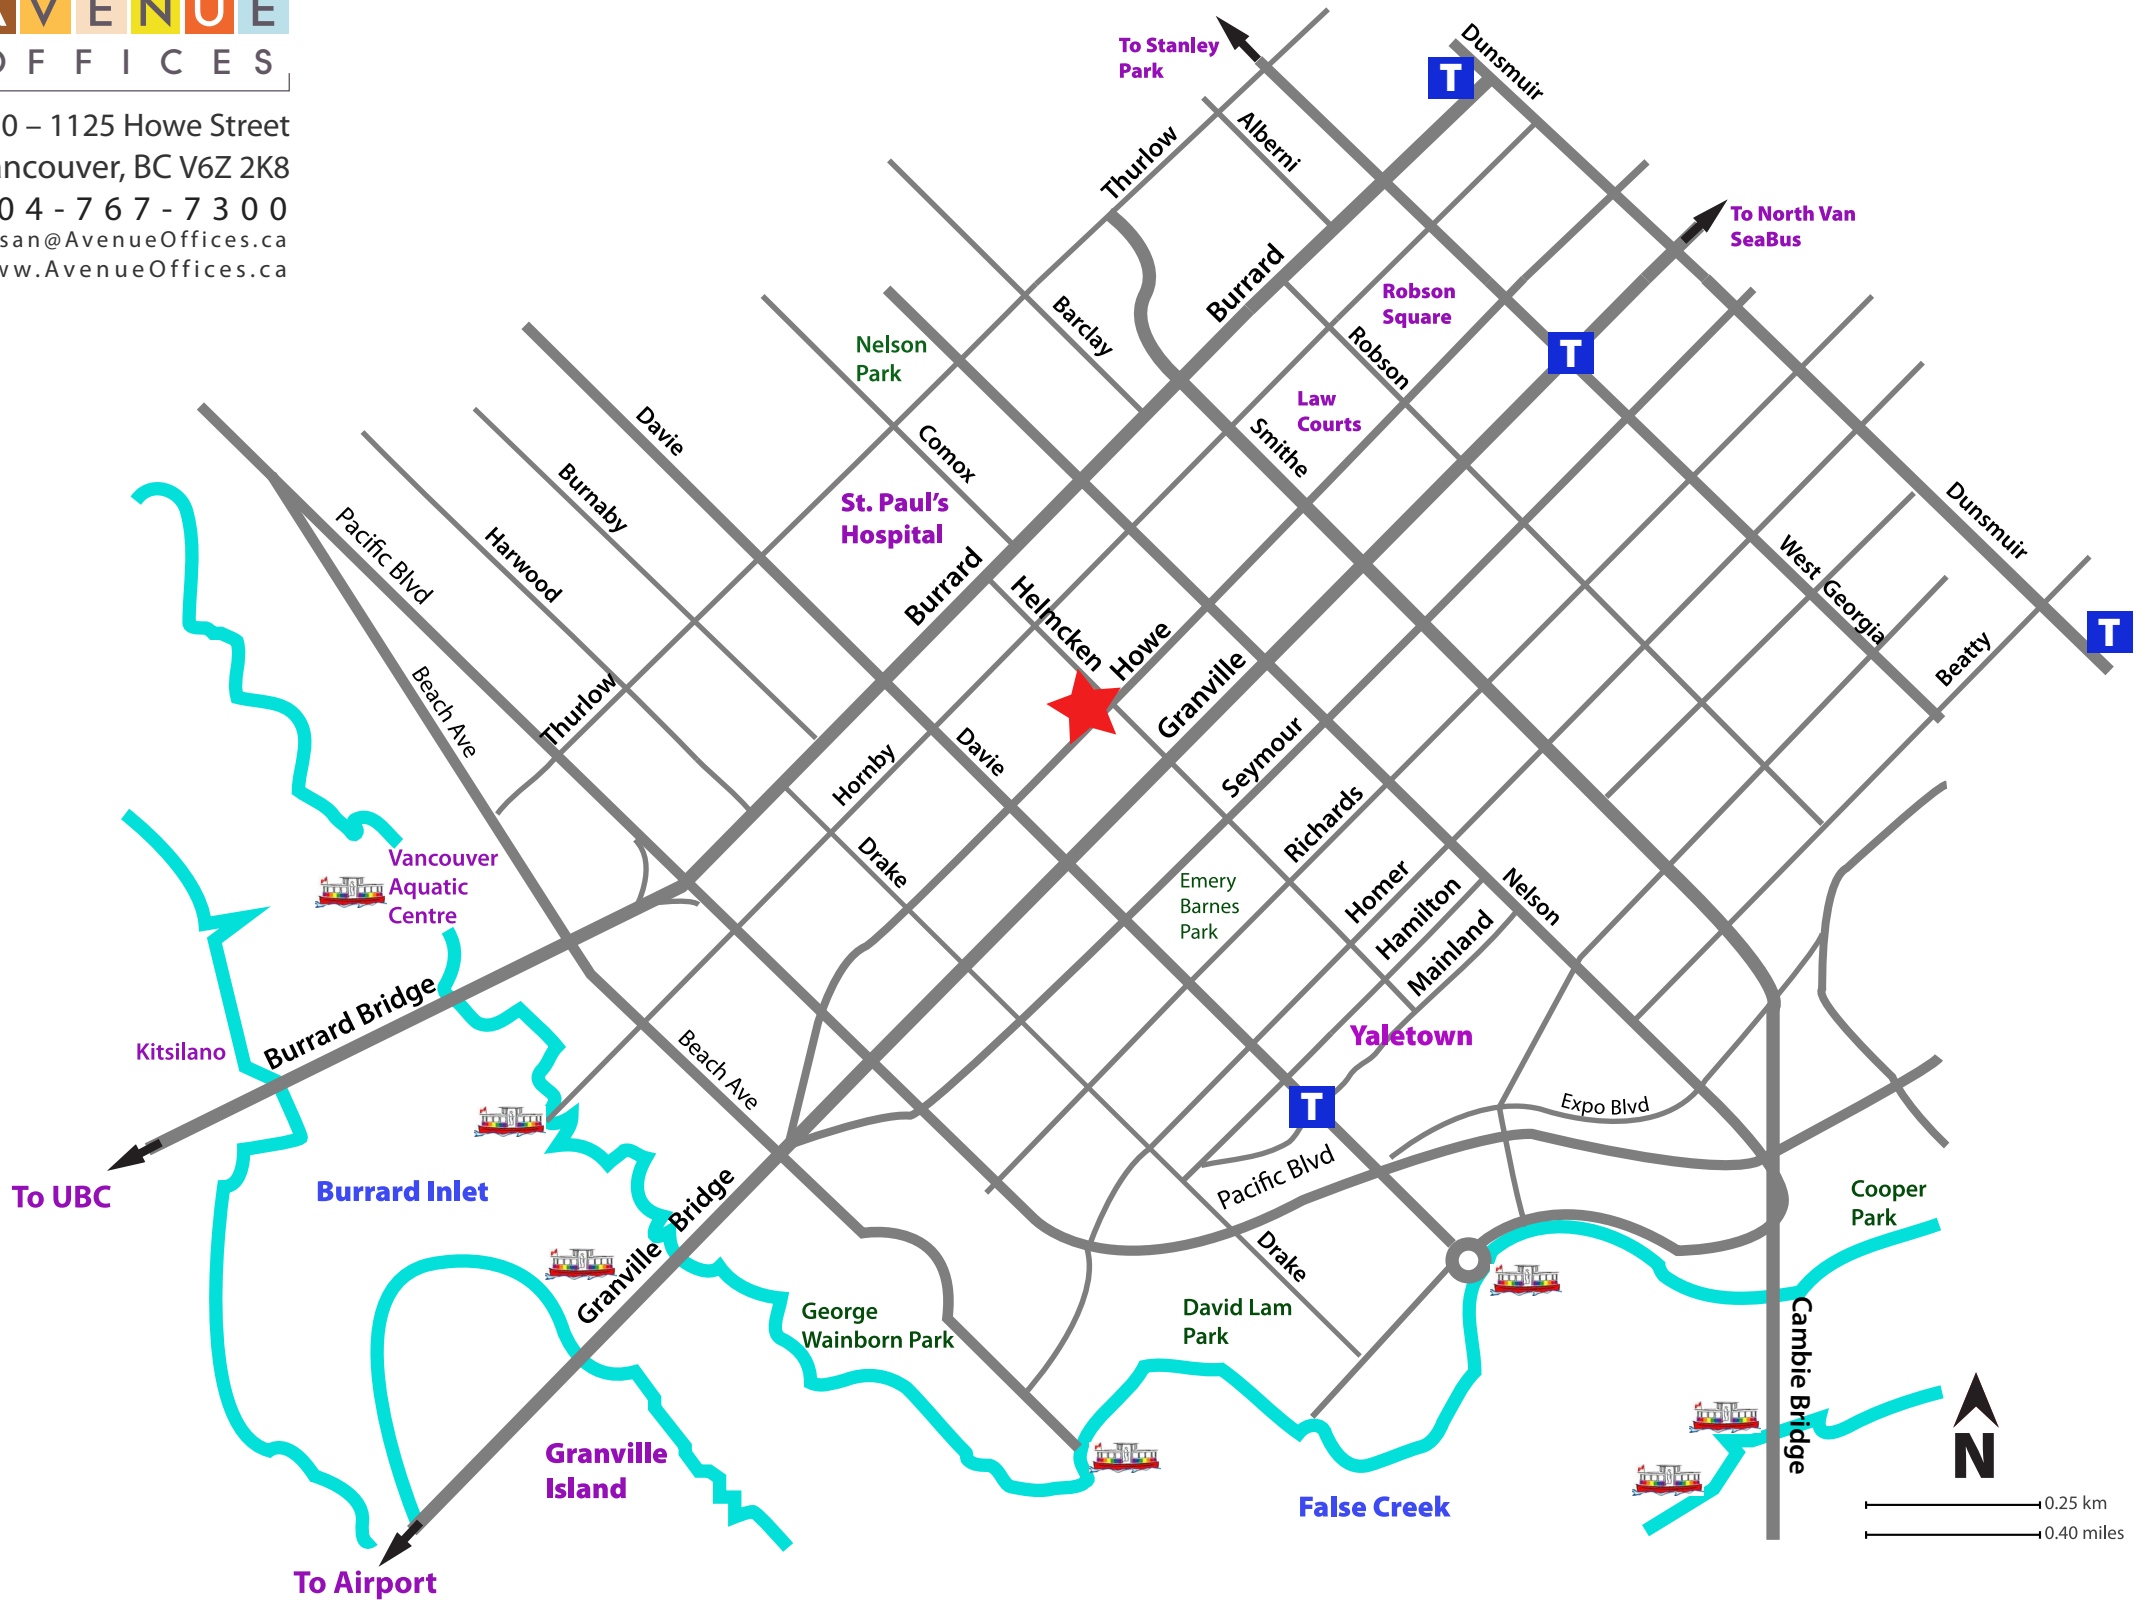 AVENUE
OFFICES
0 – 1125 Howe Street
ncouver, BC V6Z 2K8
04-767-7300
san@AvenueOffices.ca
w.AvenueOffices.ca
To Stanley
Park
T
Dunsmuir
Alberni
Thurlow
To North Van
SeaBus
Burrard
Robson
Square
Barclay
Nelson
Park
Robson
T
Law
Courts
Smithe
Davie
Comox
Burnaby
St. Paul's
Hospital
Pacific Blvd
Harwood
Burrard
Helmcken
Howe
Dunsmuir
West Georgia
Beatty
T
Beach Ave
Thurlow
Granville
Hornby
Davie
Seymour
Richards
Drake
Vancouver
Aquatic
Centre
Emery
Barnes
Park
Homer
Hamilton
Mainland
Nelson
Burrard Bridge
Kitsilano
Beach Ave
Yaletown
T
Expo Blvd
Pacific Blvd
To UBC
Burrard Inlet
Granville Bridge
Drake
Cooper
Park
George
Wainborn Park
David Lam
Park
Cambie Bridge
Granville
Island
False Creek
N
0.25 km
0.40 miles
To Airport